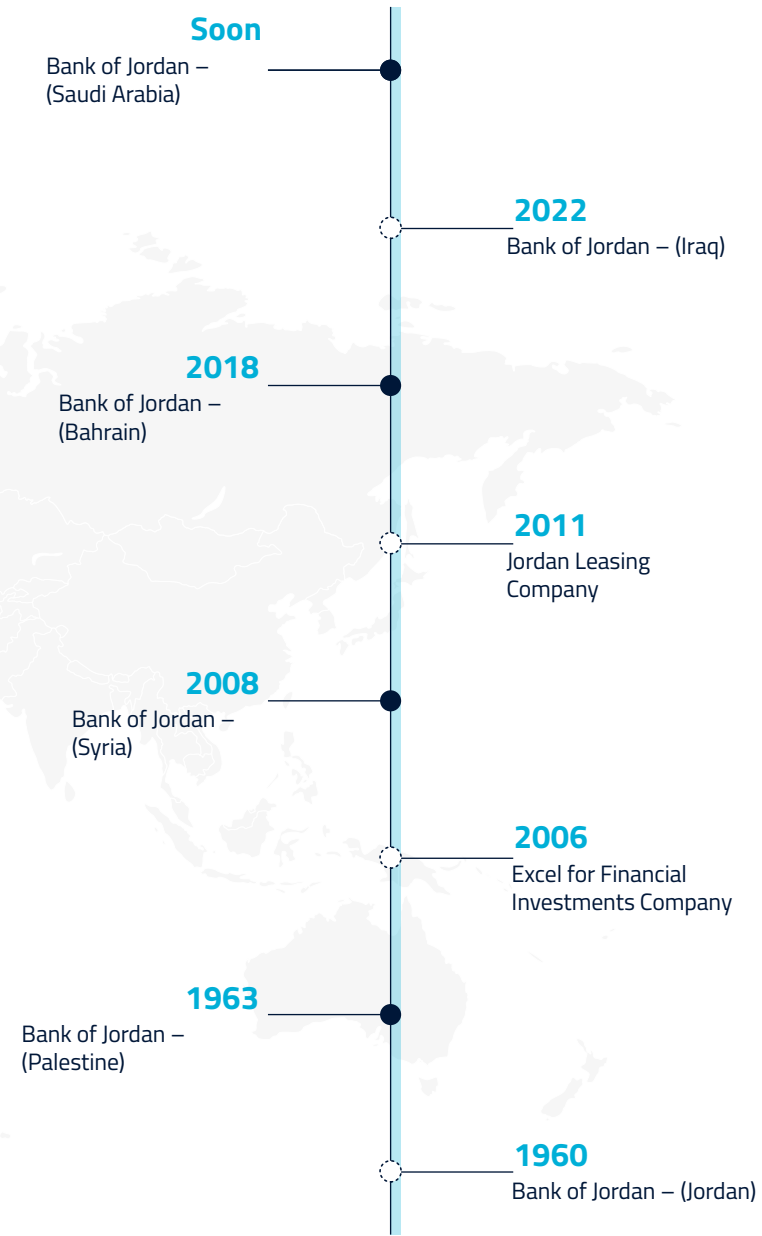 Soon
Bank of Jordan –
(Saudi Arabia)
2022
Bank of Jordan – (Iraq)
2018
Bank of Jordan –
(Bahrain)
2011
Jordan Leasing
Company
2008
Bank of Jordan –
(Syria)
2006
Excel for Financial
Investments Company
1963
Bank of Jordan –
(Palestine)
1960
Bank of Jordan – (Jordan)